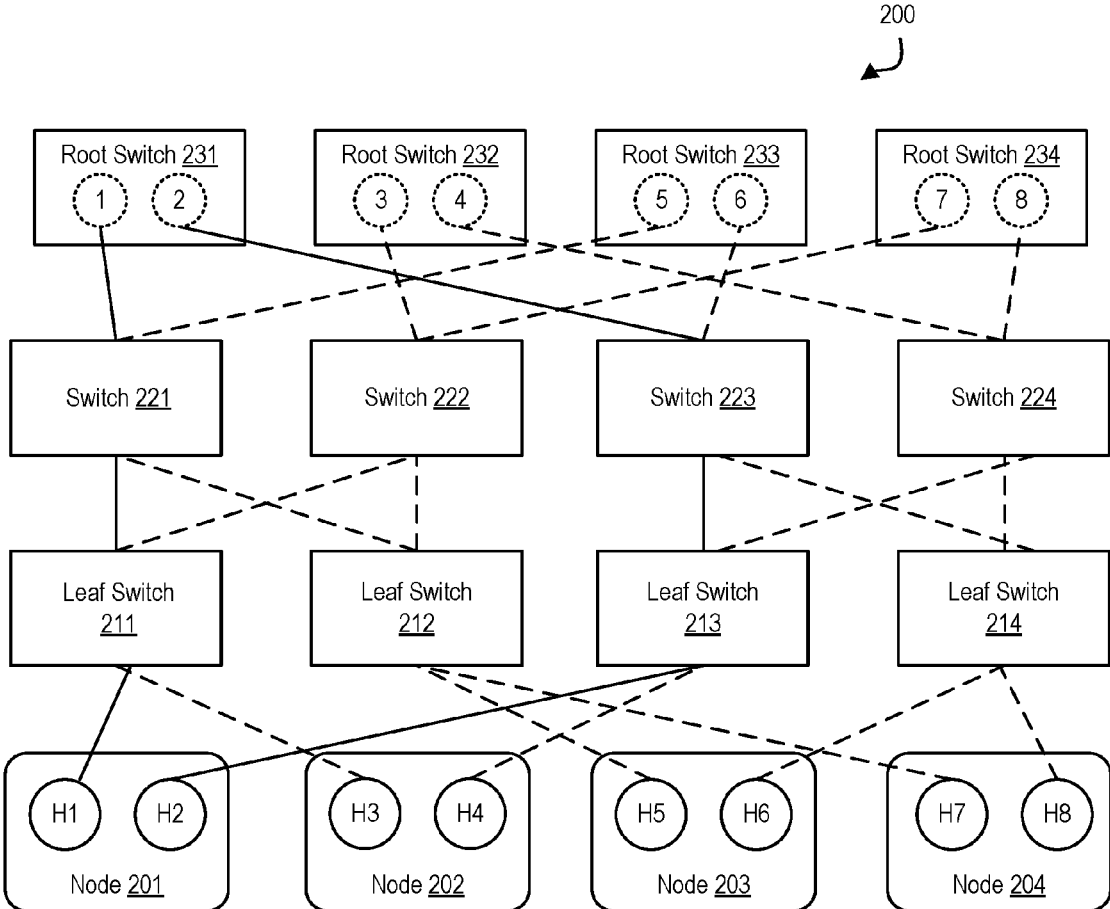 200
Root Switch 231
Root Switch 232
Root Switch 233
Root Switch 234
1
2
3
4
5
6
7
8
Switch 221
Switch 222
Switch 223
Switch 224
Leaf Switch
211
Leaf Switch
212
Leaf Switch
213
Leaf Switch
214
H1
H2
H3
H4
H5
H6
H7
H8
Node 201
Node 202
Node 203
Node 204